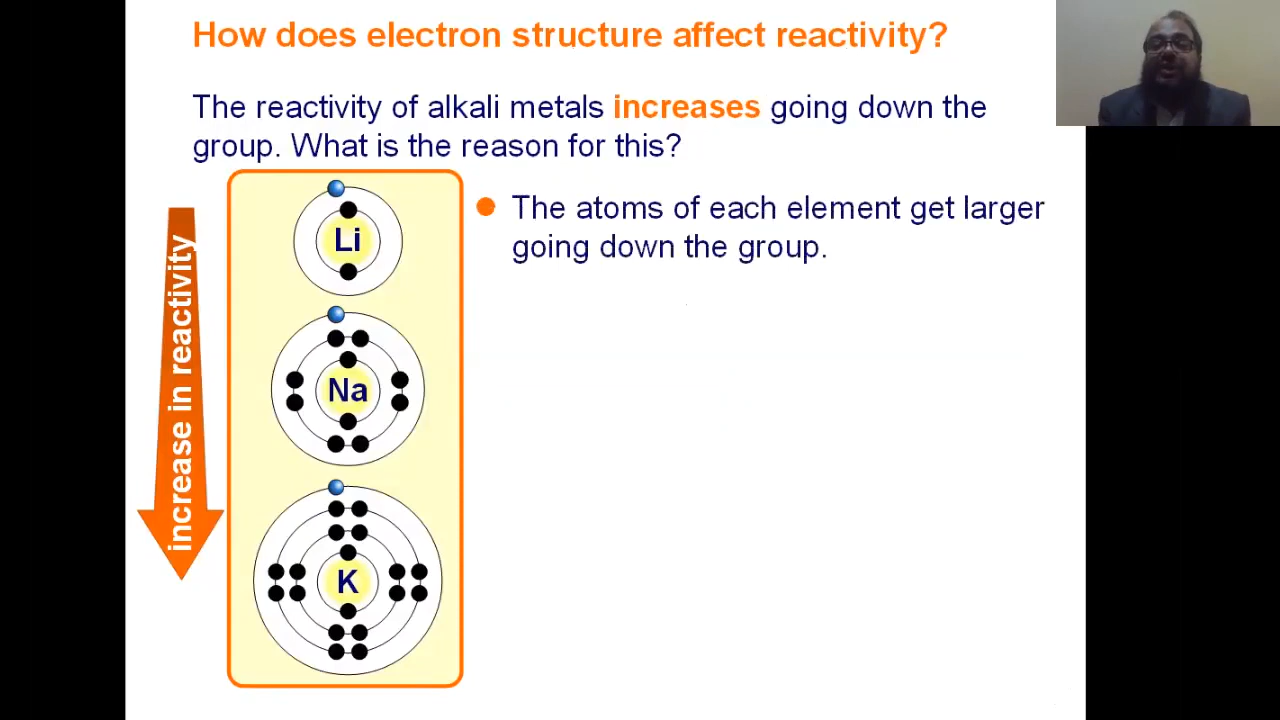 How does electron structure affect reactivity?
The reactivity of alkali metals increases going down the
group. What is the reason for this?
increase in reactivity
Li
Na
K
The atoms of each element get larger
going down the group.